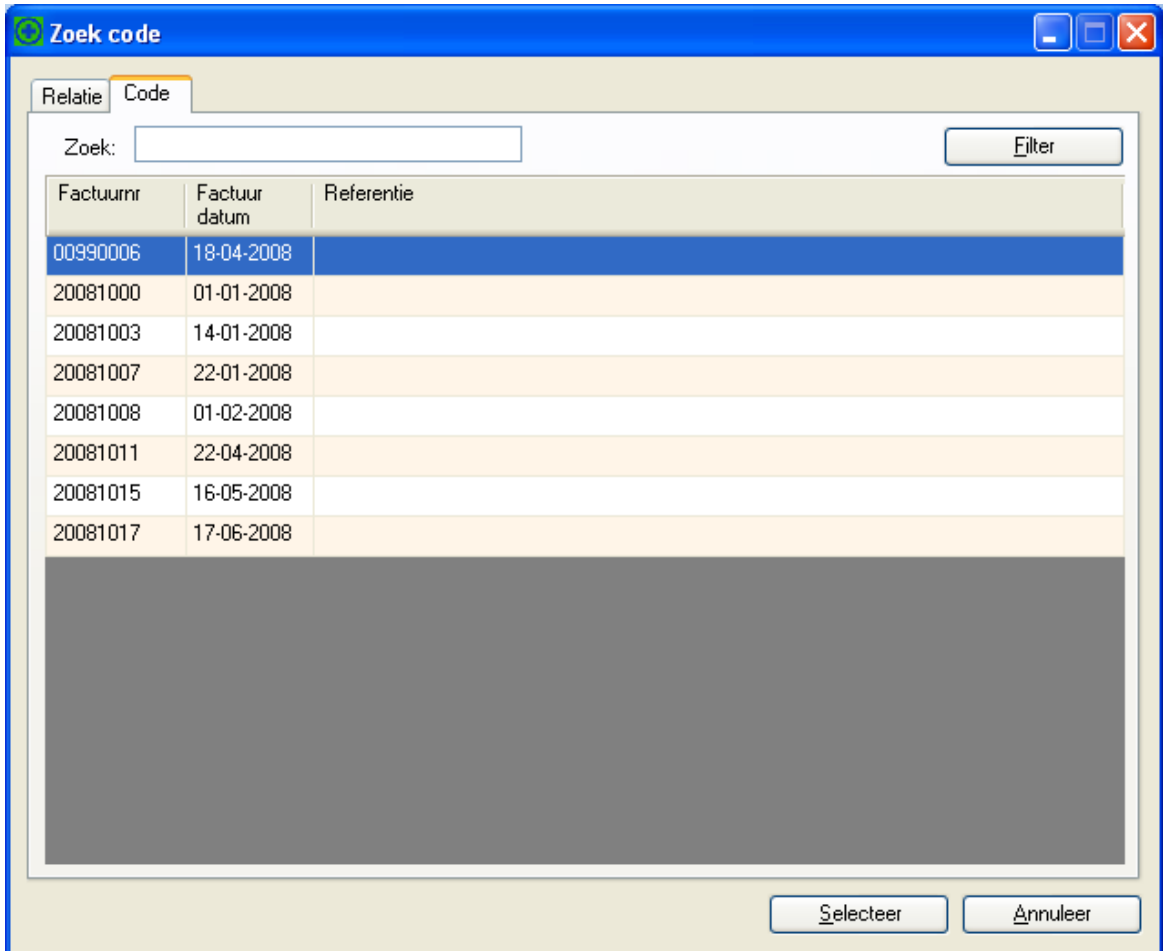 Zoek code
Relatie Code
Zoek: Filter
Factuurnr Factuur datum Referentie
00990006 18-04-2008
20081000 01-01-2008
20081003 14-01-2008
20081007 22-01-2008
20081008 01-02-2008
20081011 22-04-2008
20081015 16-05-2008
20081017 17-06-2008
Selecteer Annuleer